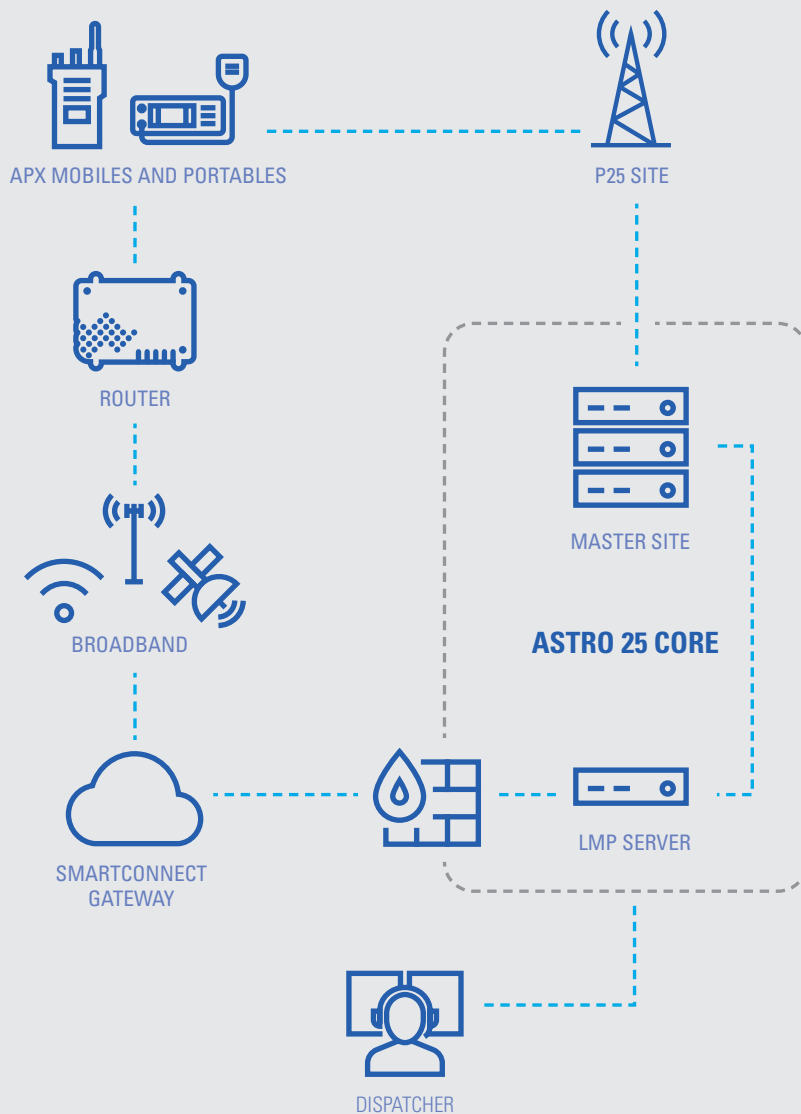 APX MOBILES AND PORTABLES
P25 SITE
ROUTER
MASTER SITE
BROADBAND
ASTRO 25 CORE
LMP SERVER
SMARTCONNECT
GATEWAY
DISPATCHER